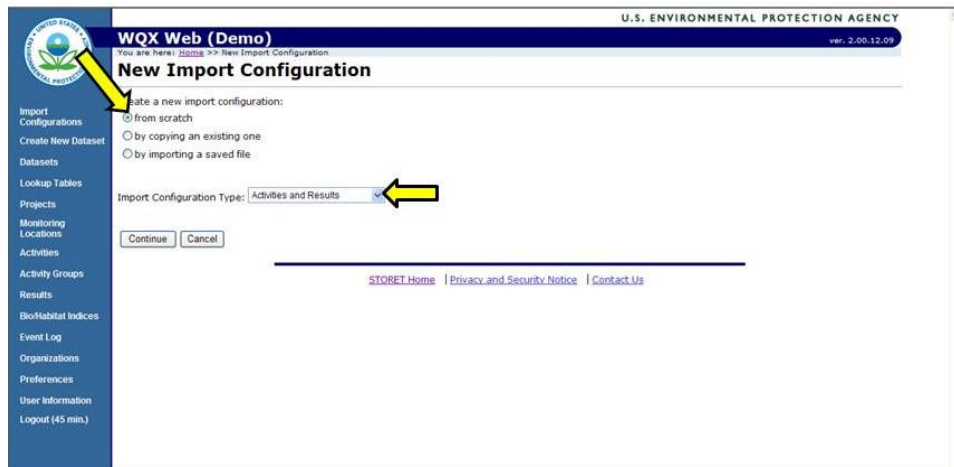 U.S. ENVIRONMENTAL PROTECTION AGENCY
WQX Web (Demo)
ver. 2.00.12.09
You are here: Home >> New Import Configuration
New Import Configuration
eate a new import configuration:
from scratch
by copying an existing one
by importing a saved file
Import Configuration Type: Activities and Results
Continue Cancel
STORET Home | Privacy and Security Notice | Contact Us
Import
Configurations
Create New Dataset
Datasets
Lookup Tables
Projects
Monitoring
Locations
Activities
Activity Groups
Results
Bio/Habitat Indices
Event Log
Organizations
Preferences
User Information
Logout (45 min.)